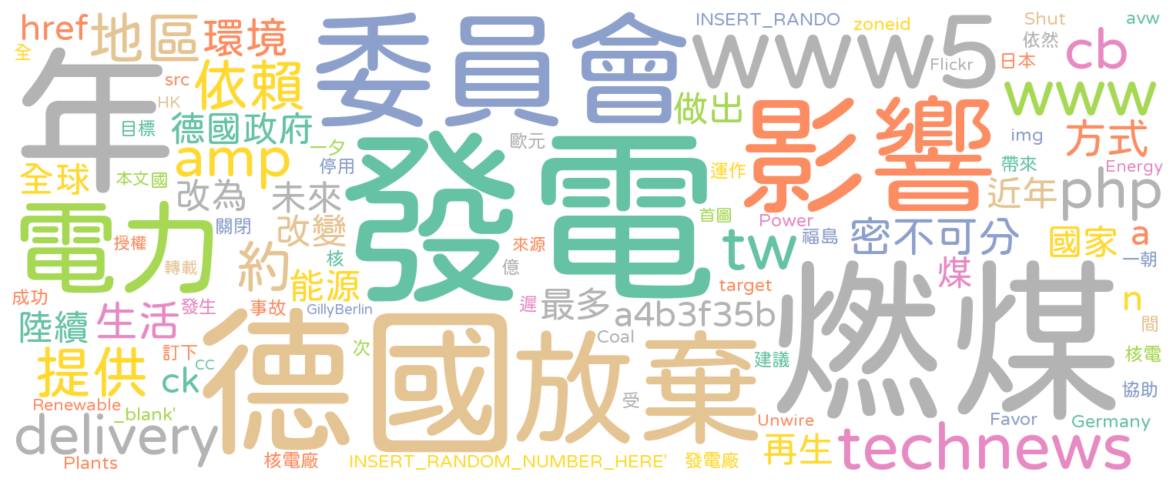 href
地區
環境
委員會
INSERT_RANDO
zoneid
Shut
avw
全
年
src
依賴
www5
Flickr
依然
日本
cb
HK
目標
德國政府
做出
影響
www
img
方式
amp
一夕
停用
歐元
發電
運作
帶來
Energy
全球
本文
國
改為
未來
近年
php
電力
關閉
改變
首圖
Power
福島
密不可分
國家
a
授權
約
核
來源
tw
煤
一朝
轉載
億
能源
target
燃煤
n
成功
發生
事故
GillyBerlin
遲
最多
a4b3f35b
間
陸續
生活
德國放棄
Coal
次
建議
核電
提供
訂下
cc
ck
受
協助
Renewable
_blank'
Unwire
Favor
Germany
delivery
Plants
核電廠
INSERT_RANDOM_NUMBER_HERE'
發電廠
再生
technews